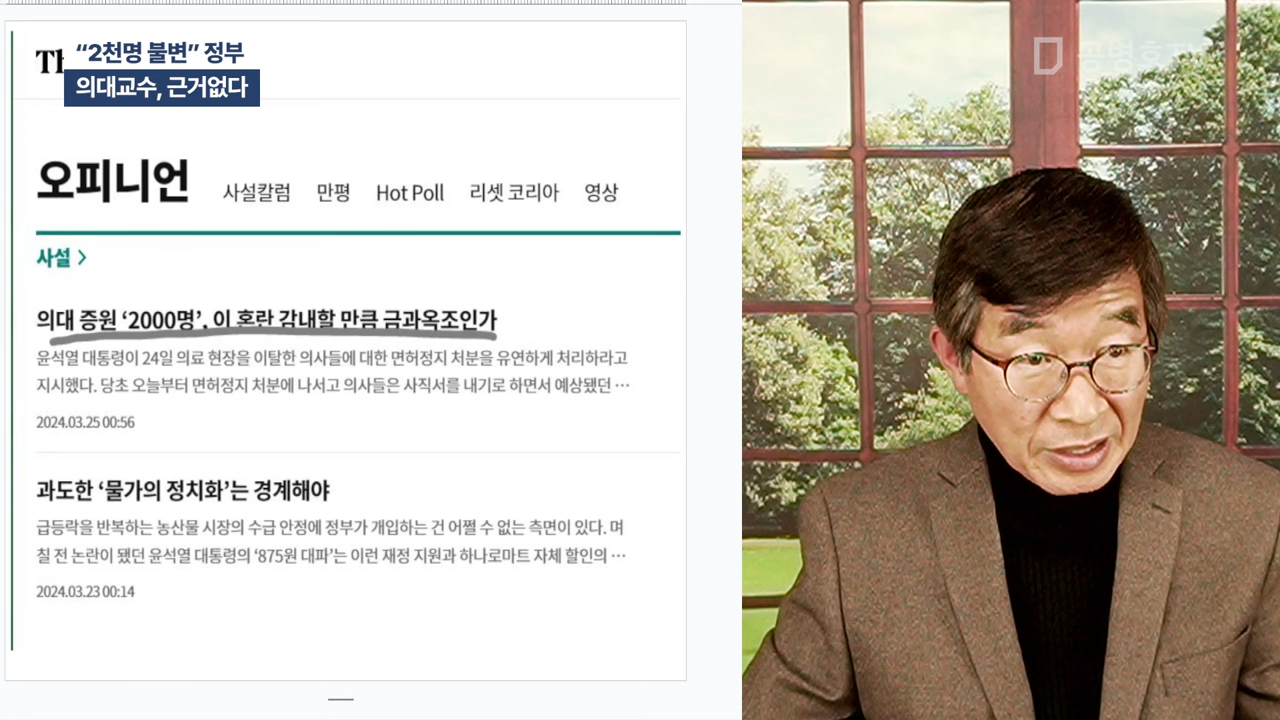 “2천명 불변” 정부
의대교수, 근거없다
오피니언
사설칼럼 만평 Hot Poll 리셋 코리아 영상
사설 >
의대 증원 ‘2000명’, 이 혼란 감내할 만큼 금과옥조인가
윤석열 대통령이 24일 의료 현장을 이탈한 의사들에 대한 면허정지 처분을 유연하게 처리하라고
지시했다. 당초 오늘부터 면허정지 처분에 나서고 의사들은 사직서를 내기로 하면서 예상됐던 …
2024.03.25 00:56
과도한 ‘물가의 정치화’는 경계해야
급등락을 반복하는 농산물 시장의 수급 안정에 정부가 개입하는 건 어쩔 수 없는 측면이 있다. 며
칠 전 논란이 됐던 윤석열 대통령의 ‘875원 대파’는 이런 재정 지원과 하나로마트 자체 할인의 …
2024.03.23 00:14